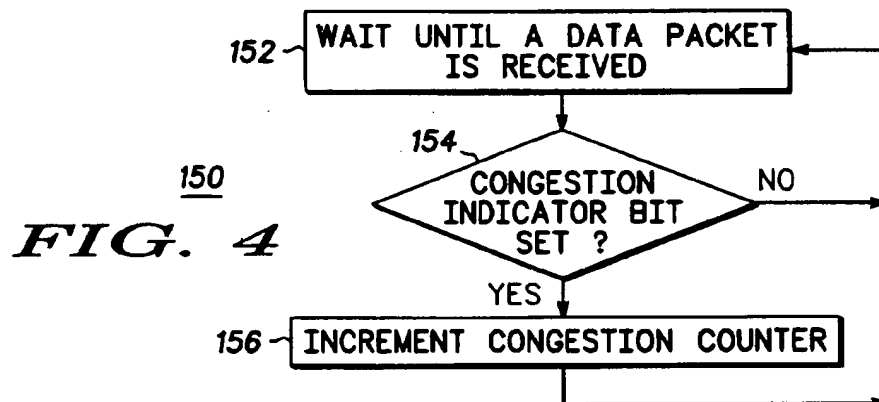 152
WAIT UNTIL A DATA PACKET
IS RECEIVED
154
CONGESTION
INDICATOR BIT
SET ?
NO
150
FIG. 4
YES
156
INCREMENT CONGESTION COUNTER